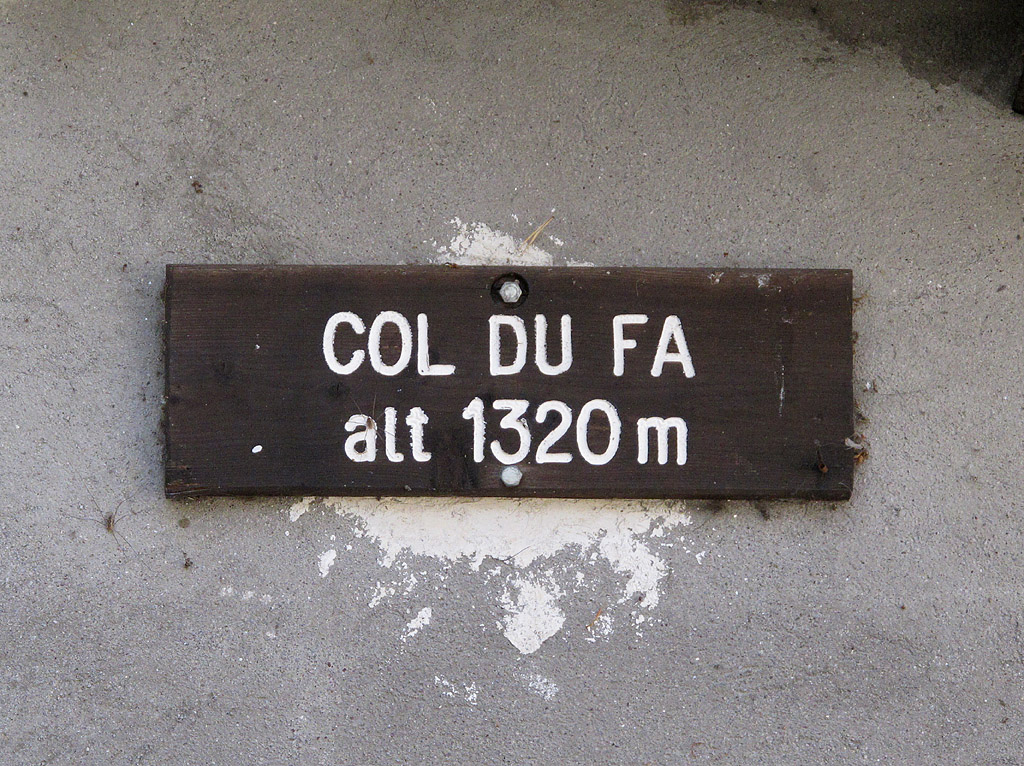 COL DU FA
alt 1320 m